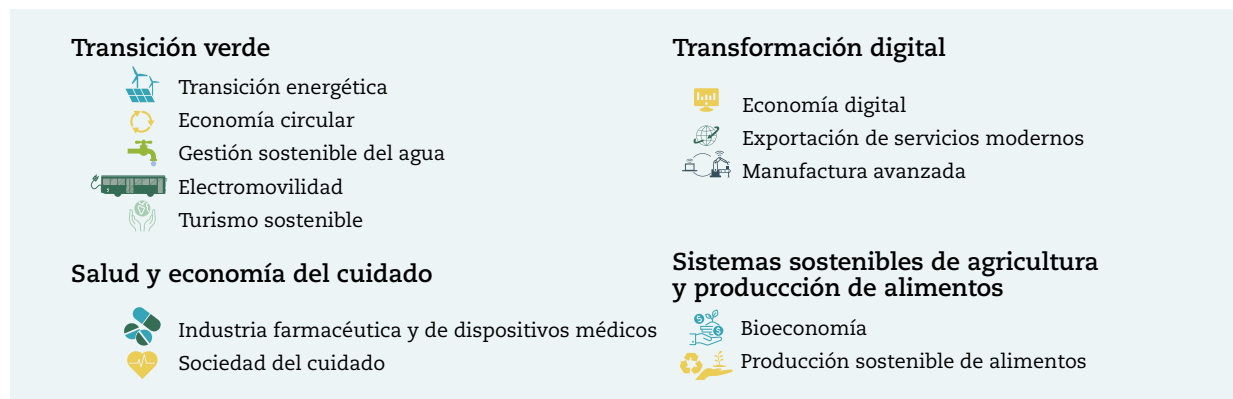 Transición verde
Transición energética
Economía circular
Gestión sostenible del agua
Electromovilidad
Turismo sostenible
Salud y economía del cuidado
Industria farmacéutica y de dispositivos médicos
Sociedad del cuidado
Transformación digital
Economía digital
Exportación de servicios modernos
Manufactura avanzada
Sistemas sostenibles de agricultura
y produccción de alimentos
Bioeconomía
Producción sostenible de alimentos